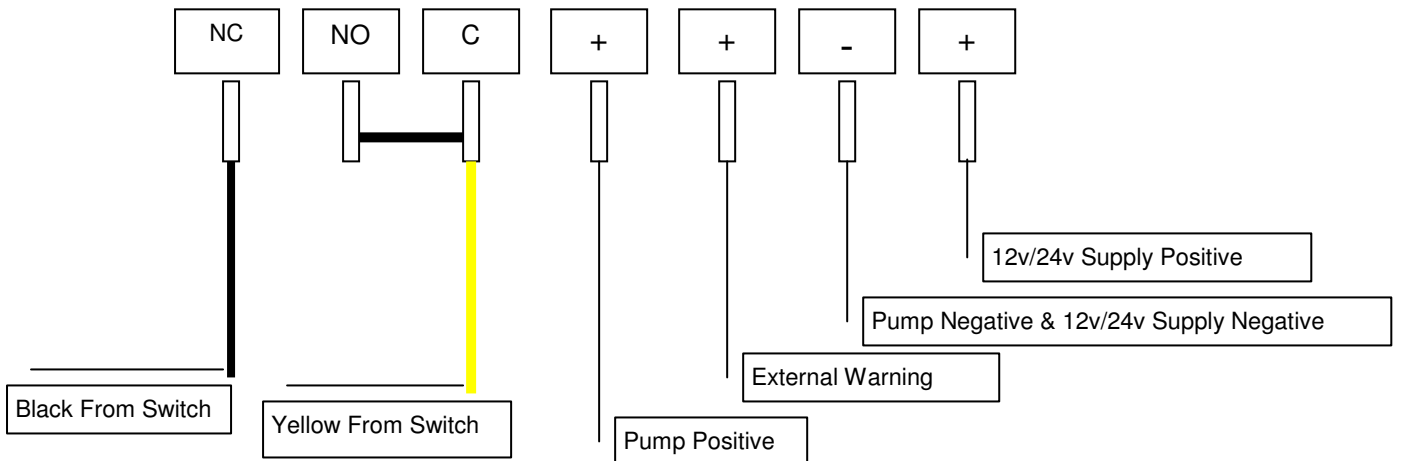 NC NO C + + - +
12v/24v Supply Positive
Pump Negative & 12v/24v Supply Negative
External Warning
Black From Switch
Yellow From Switch
Pump Positive